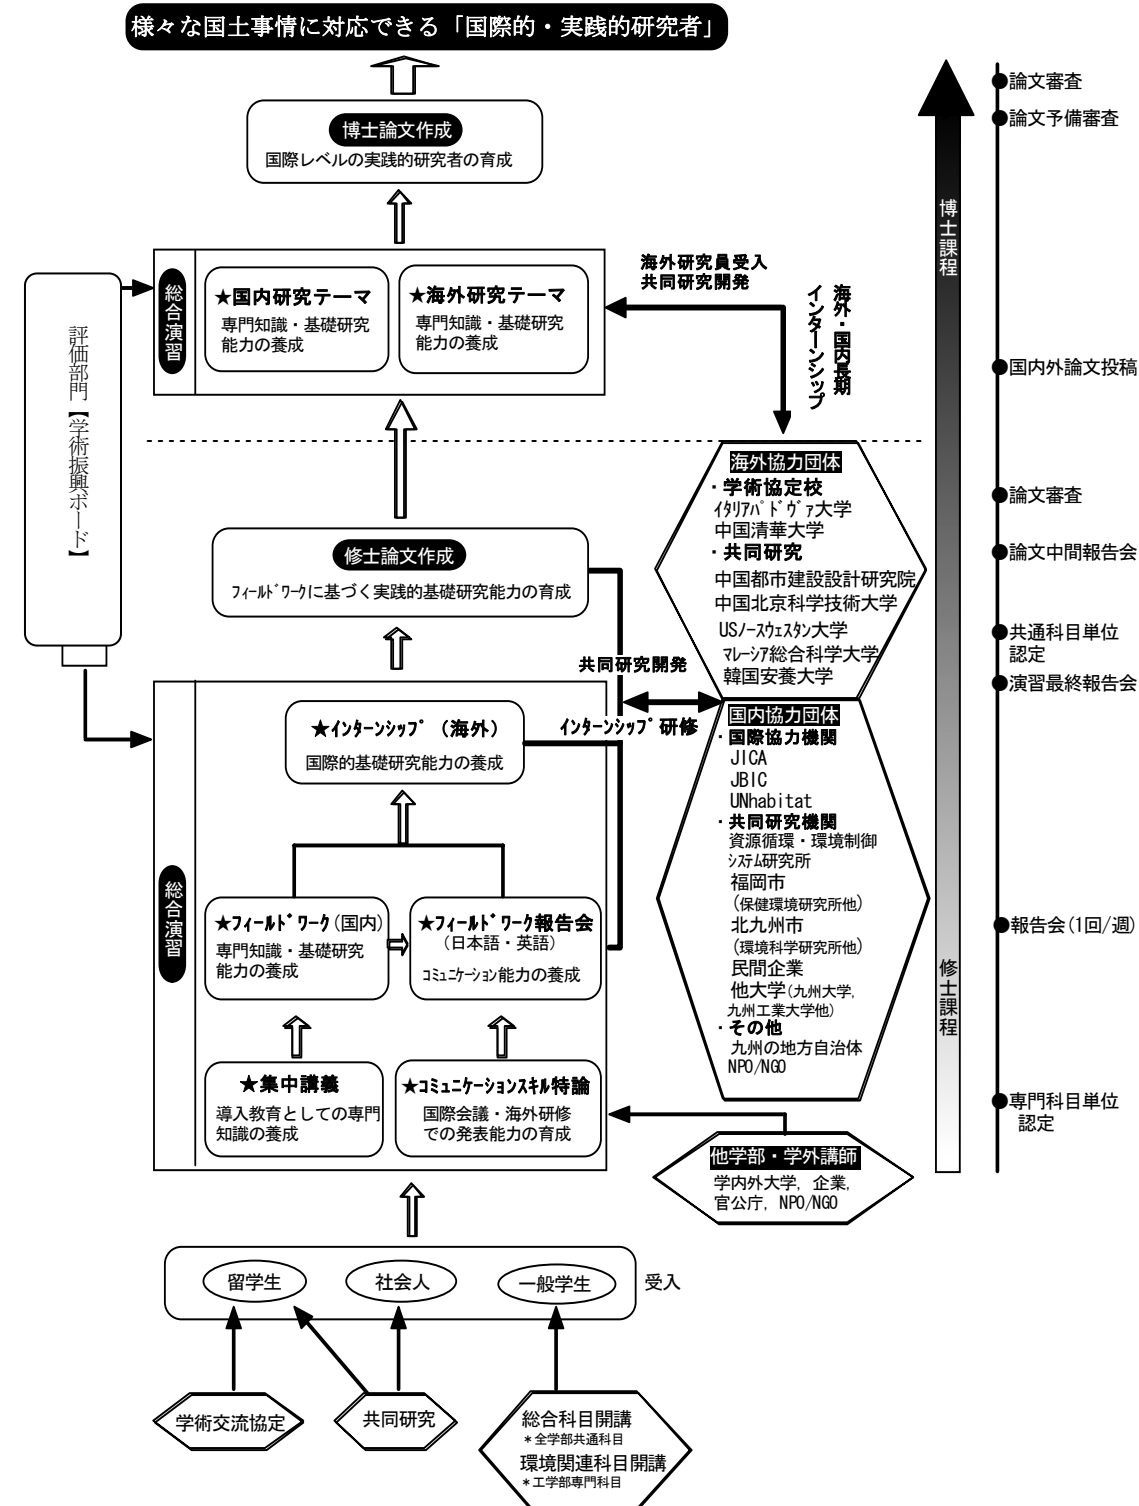 様々な国土事情に対応できる「国際的・実践的研究者」
博士論文作成
国際レベルの実践的研究者の育成
総合演習
★国内研究テーマ
専門知識・基礎研究
能力の養成
★海外研究テーマ
専門知識・基礎研究
能力の養成
海外研究員受入
共同研究開発
海外・国内長期
インターンシップ
評価部門【学術振興ボード】
修士論文作成
フィールドワークに基づく実践的基礎研究能力の育成
海外協力団体
・学術協定校
イタリアパドヴァ大学
中国清華大学
・共同研究
中国都市建設設計研究院
中国北京科学技術大学
USノースウェスタン大学
マレーシア総合科学大学
韓国安養大学
共同研究開発
インターンシップ研修
国内協力団体
・国際協力機関
JICA
JBIC
UNhabitat
・共同研究機関
資源循環・環境制御
システム研究所
福岡市
(保健環境研究所他)
北九州市
(環境科学研究所他)
民間企業
他大学(九州大学,
九州工業大学他)
・その他
九州の地方自治体
NPO/NGO
★インターンシップ（海外）
国際的基礎研究能力の養成
総合演習
★フィールドワーク(国内)
専門知識・基礎研究
能力の養成
★フィールドワーク報告会
(日本語・英語)
コミュニケーション能力の養成
★集中講義
導入教育としての専門
知識の養成
★コミュニケーションスキル特論
国際会議・海外研修
での発表能力の育成
他学部・学外講師
学内外大学, 企業,
官公庁, NPO/NGO
留学生
社会人
一般学生
受入
学術交流協定
共同研究
総合科目開講
＊全学部共通科目
環境関連科目開講
＊工学部専門科目
博士課程
修士課程
●論文審査
●論文予備審査
●国内外論文投稿
●論文審査
●論文中間報告会
●共通科目単位
認定
●演習最終報告会
●報告会(1回/週)
●専門科目単位
認定